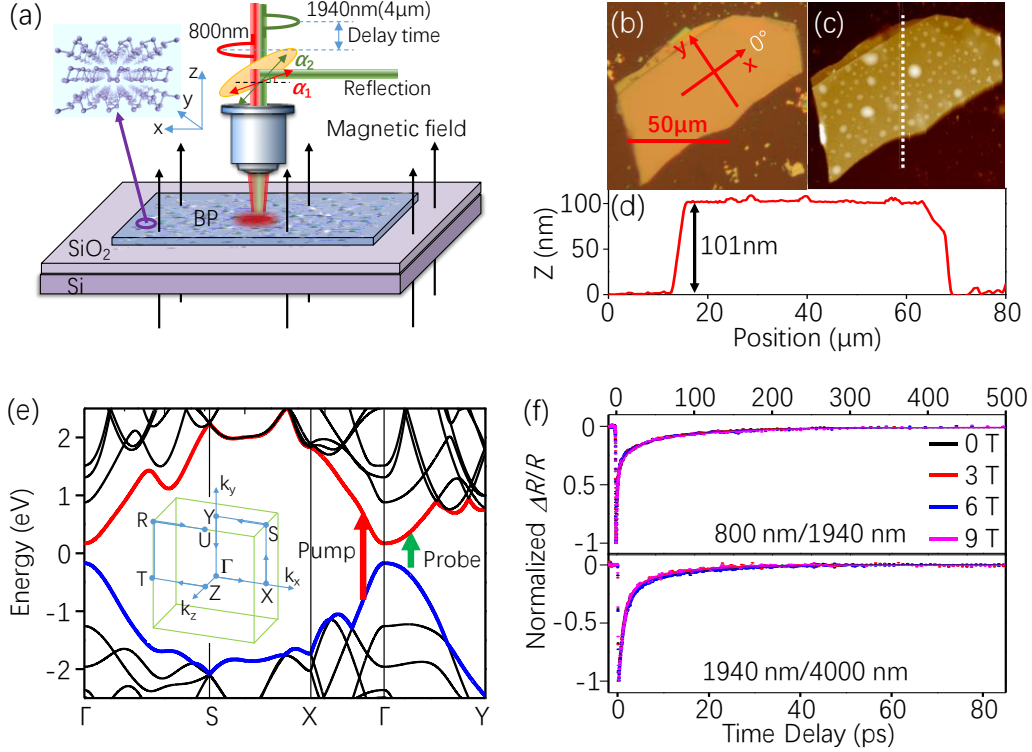 (a)
1940nm(4μm)
800nm
Delay time
α2
α1
Reflection
z
y
x
Magnetic field
BP
SiO2
Si
(b)
y
x
0°
50μm
(c)
(d)
100
50
0
Z (nm)
101nm
0 20 40 60 80
Position (μm)
(e)
2
1
0
-1
-2
Energy (eV)
ky
R
Y
S
U
Γ
T
Z
X
kx
kz
Pump
Probe
Γ S X Γ Y
(f)
0 100 200 300 400 500
0
0.5
-1
0 T
3 T
6 T
9 T
800 nm/1940 nm
Normalized ΔR/R
0
-0.5
-1
1940 nm/4000 nm
0 20 40 60 80
Time Delay (ps)